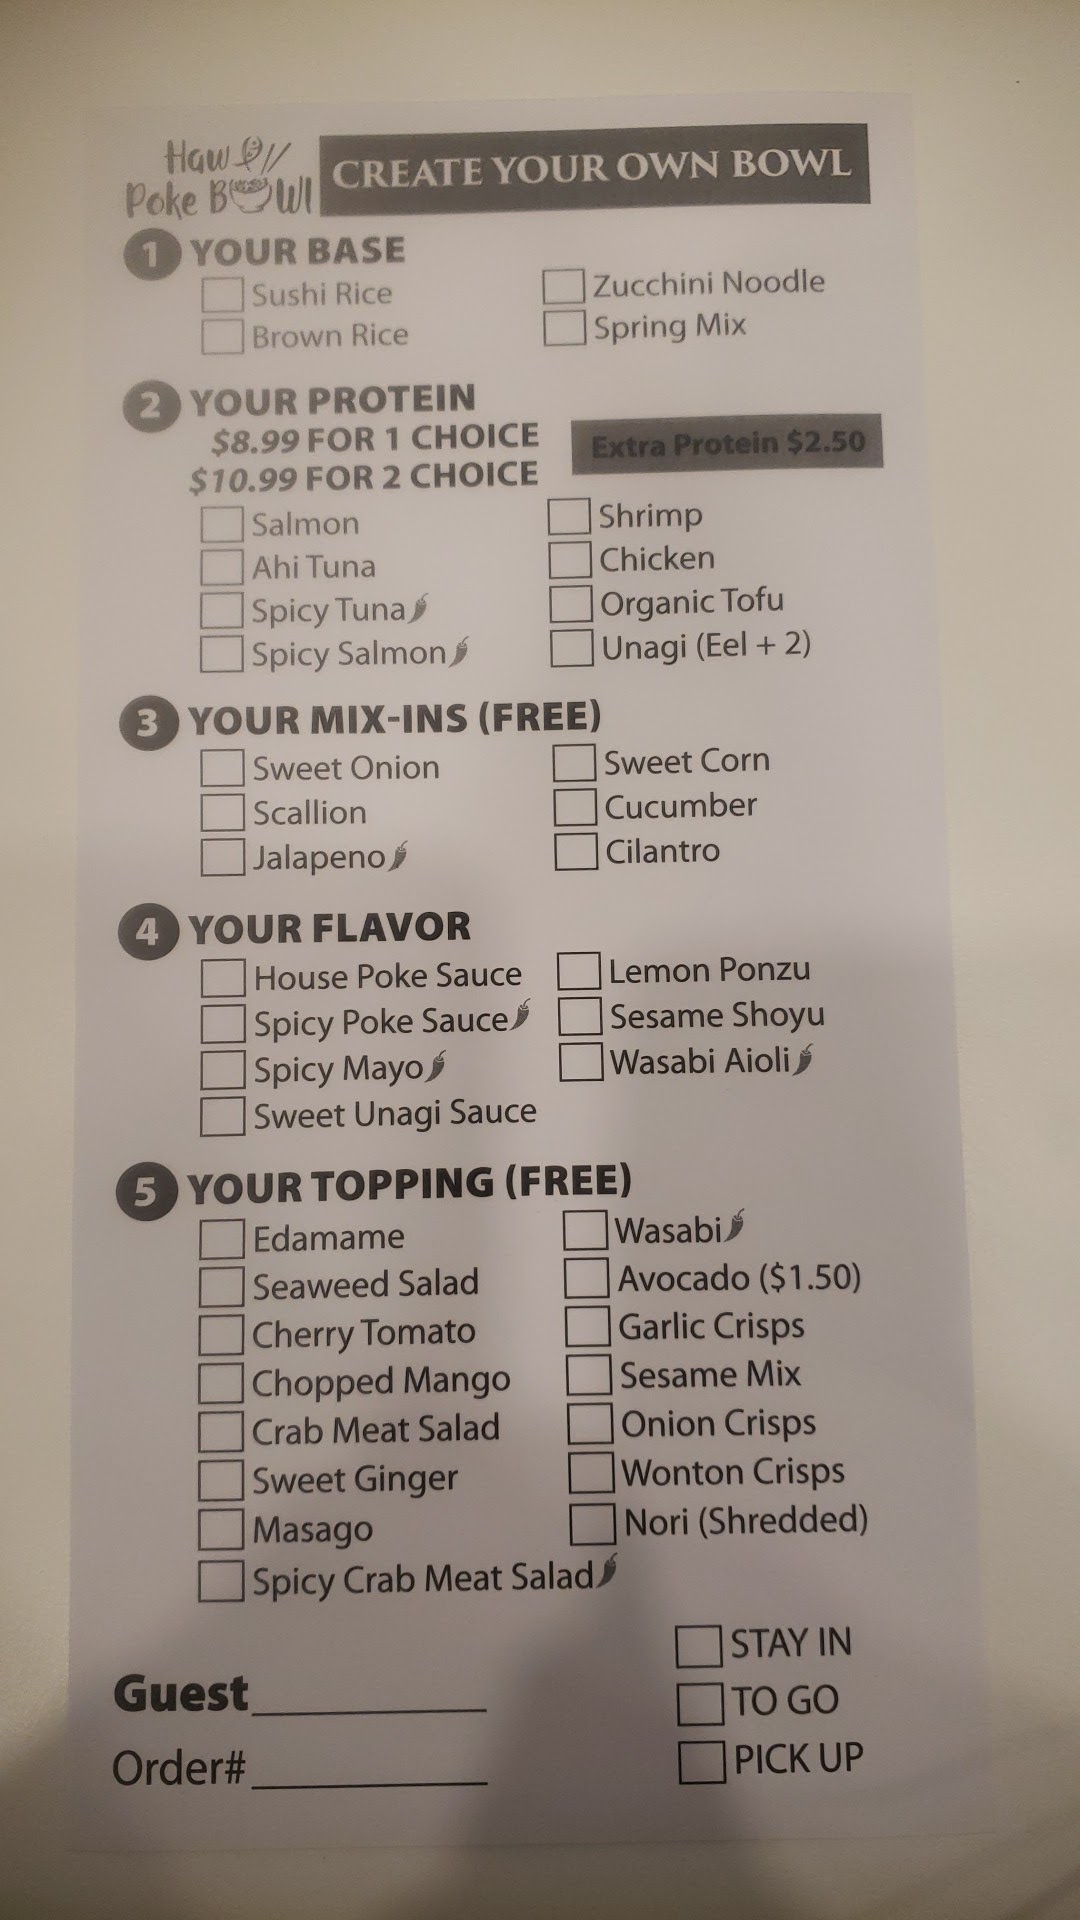 Hawaii
Poke Bowl
CREATE YOUR OWN BOWL
1 YOUR BASE
Sushi Rice
Brown Rice
Zucchini Noodle
Spring Mix
2 YOUR PROTEIN
$8.99 FOR 1 CHOICE
$10.99 FOR 2 CHOICE
Extra Protein $2.50
Salmon
Ahi Tuna
Spicy Tuna
Spicy Salmon
Shrimp
Chicken
Organic Tofu
Unagi (Eel + 2)
3 YOUR MIX-INS (FREE)
Sweet Onion
Scallion
Jalapeno
Sweet Corn
Cucumber
Cilantro
4 YOUR FLAVOR
House Poke Sauce
Spicy Poke Sauce
Spicy Mayo
Sweet Unagi Sauce
Lemon Ponzu
Sesame Shoyu
Wasabi Aioli
5 YOUR TOPPING (FREE)
Edamame
Seaweed Salad
Cherry Tomato
Chopped Mango
Crab Meat Salad
Sweet Ginger
Masago
Spicy Crab Meat Salad
Wasabi
Avocado ($1.50)
Garlic Crisps
Sesame Mix
Onion Crisps
Wonton Crisps
Nori (Shredded)
STAY IN
TO GO
PICK UP
Guest
Order#